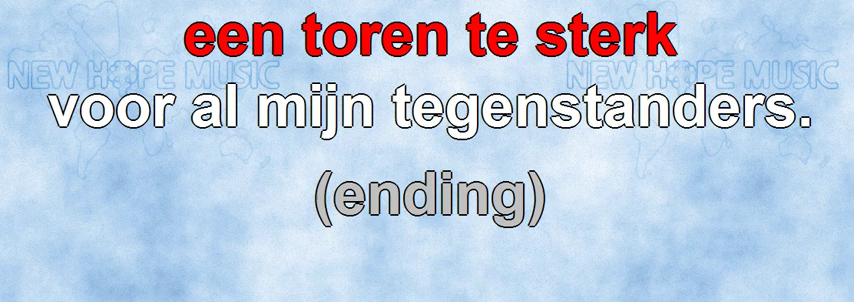 een toren te sterk
NEW HOPE MUSIC NEW HOPE MUSIC
voor al mijn tegenstanders.
(ending)